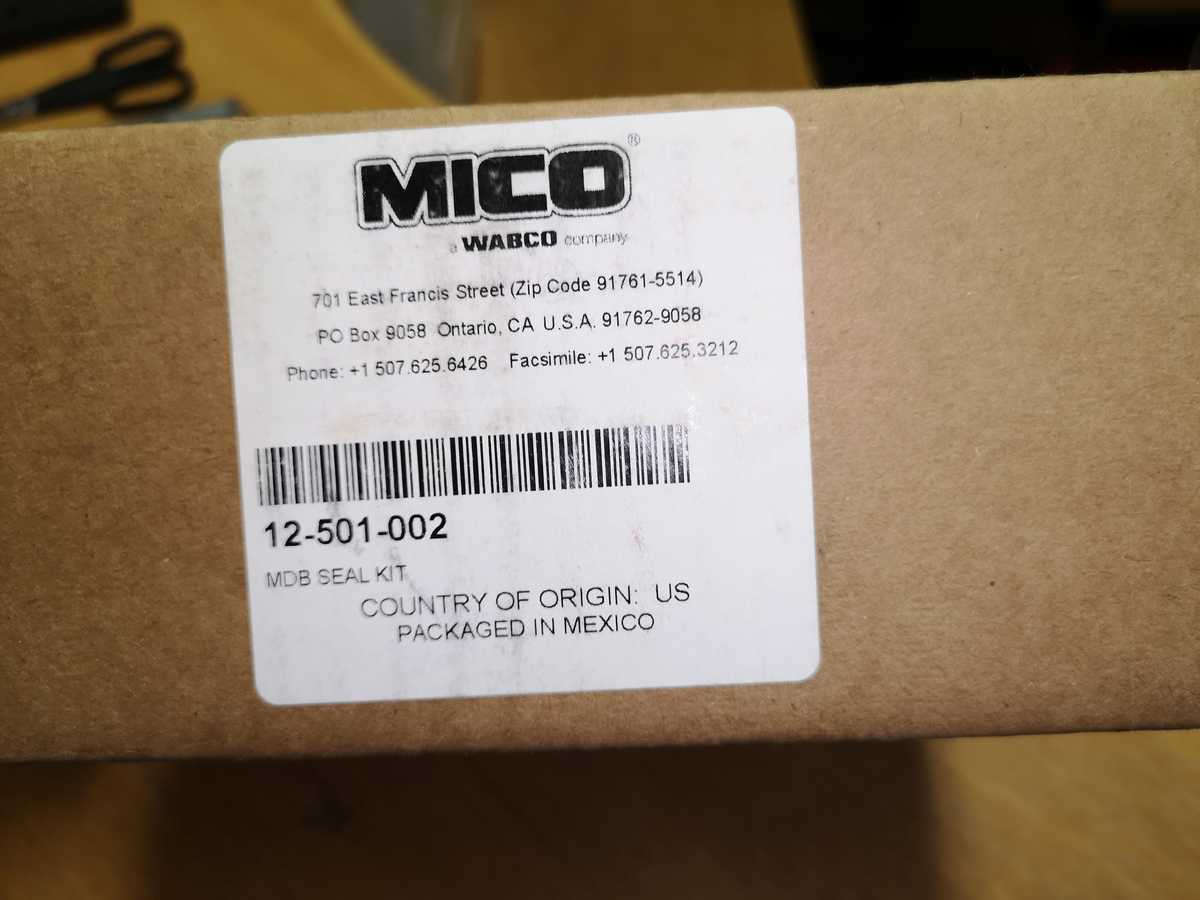 MICO®
a WABCO company
701 East Francis Street (Zip Code 91761-5514)
PO Box 9058 Ontario, CA U.S.A. 91762-9058
Phone: +1 507.625.6426 Facsimile: +1 507.625.3212
12-501-002
MDB SEAL KIT
COUNTRY OF ORIGIN: US
PACKAGED IN MEXICO